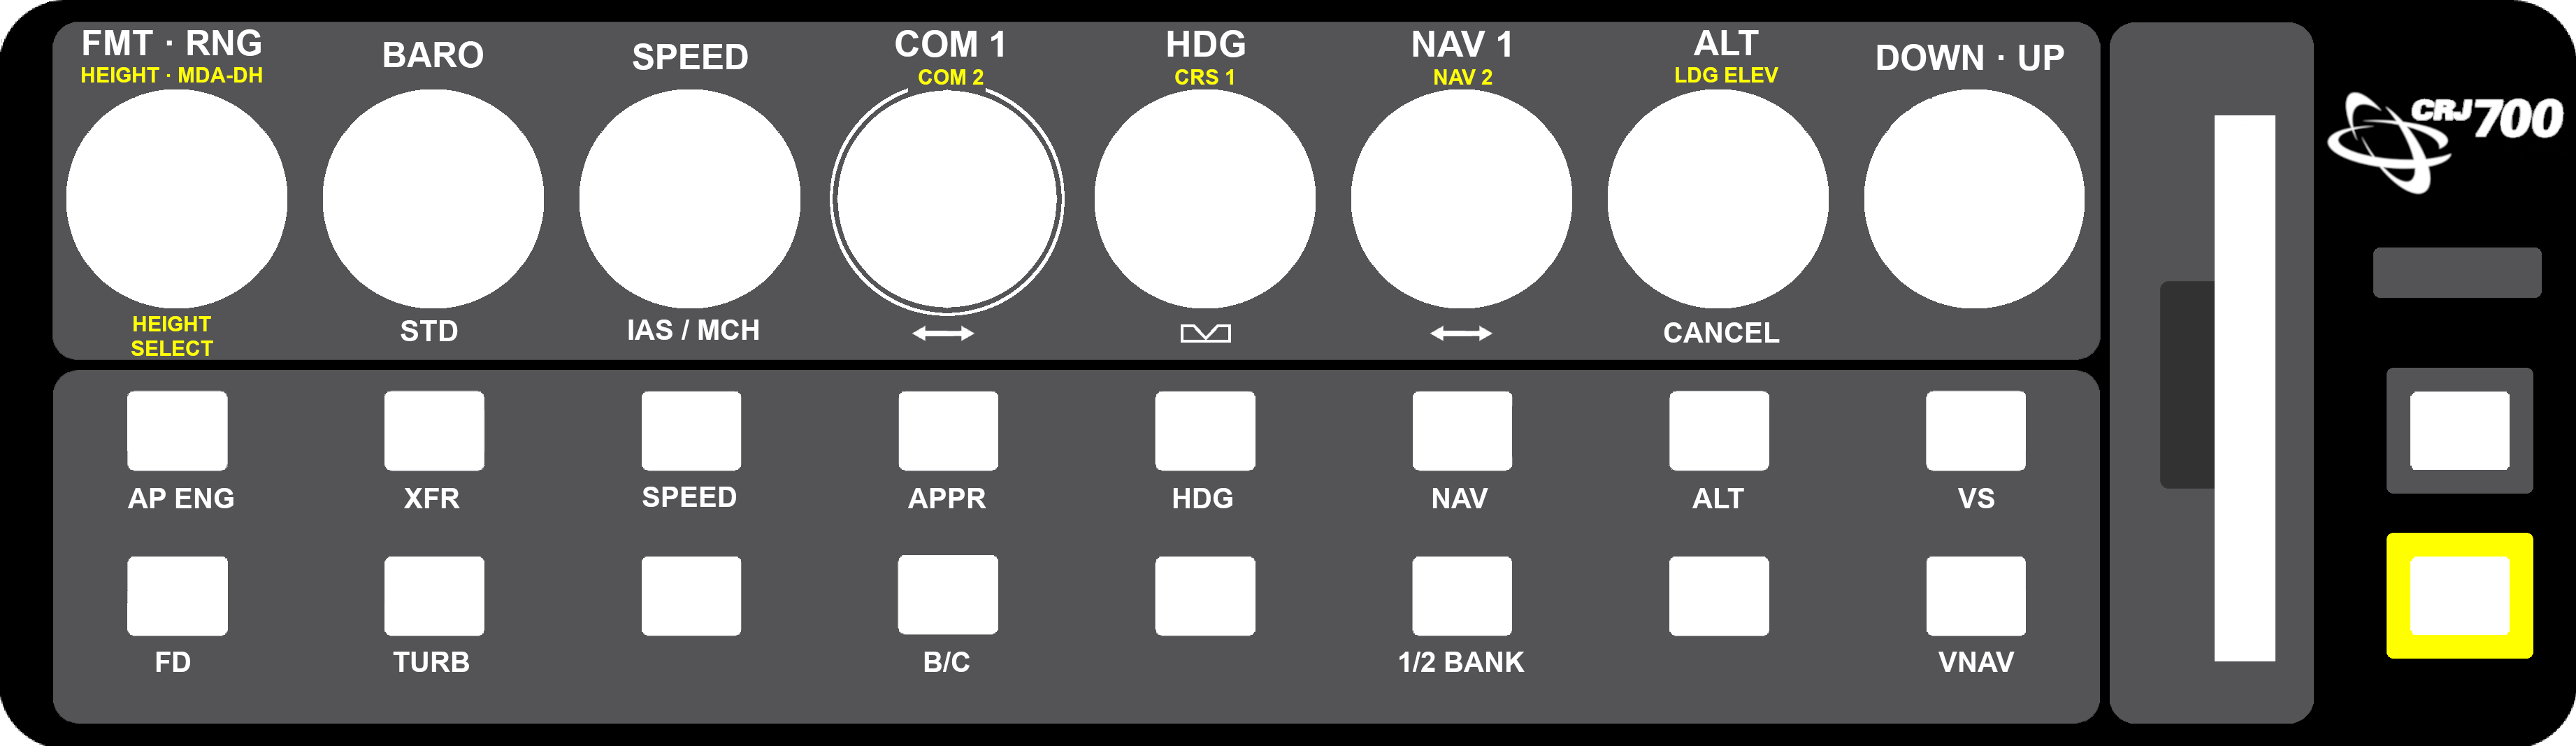 FMT · RNG
HEIGHT · MDA-DH
BARO
SPEED
COM 1
COM 2
HDG
CRS 1
NAV 1
NAV 2
ALT
LDG ELEV
DOWN · UP
CRJ700
HEIGHT
SELECT
STD
IAS / MCH
CANCEL
AP ENG
XFR
SPEED
APPR
HDG
NAV
ALT
VS
FD
TURB
B/C
1/2 BANK
VNAV